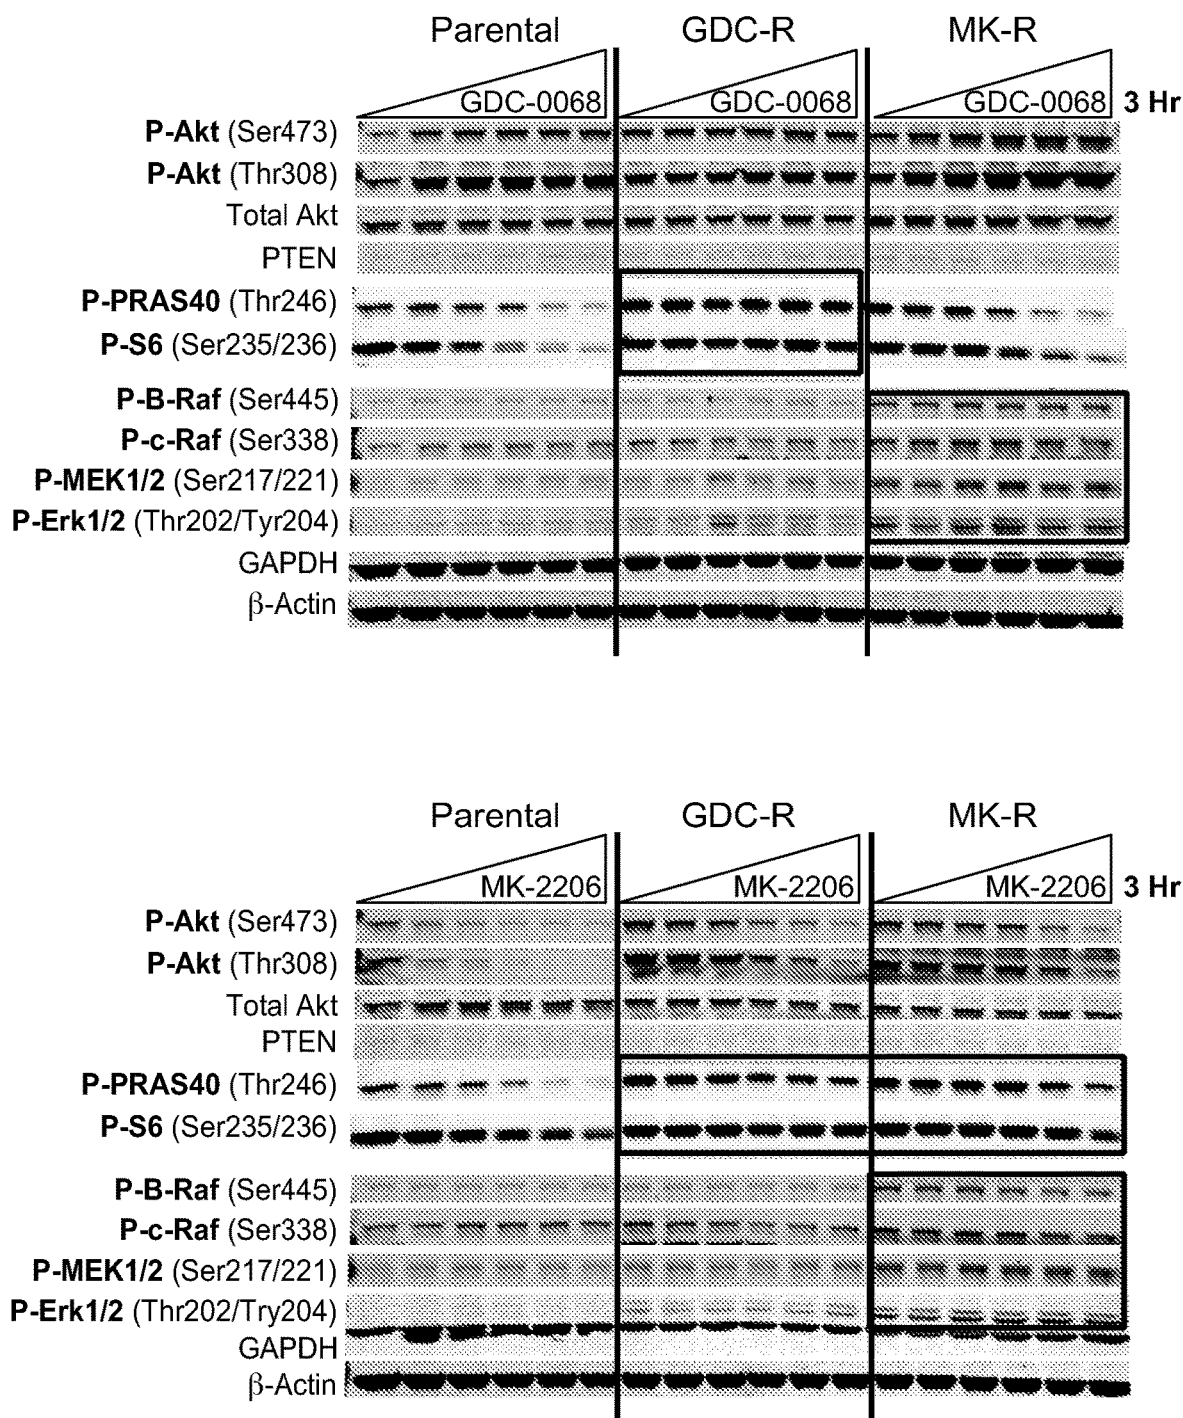 Parental GDC-R MK-R
GDC-0068 GDC-0068 GDC-0068 3 Hr
P-Akt (Ser473)
P-Akt (Thr308)
Total Akt
PTEN
P-PRAS40 (Thr246)
P-S6 (Ser235/236)
P-B-Raf (Ser445)
P-c-Raf (Ser338)
P-MEK1/2 (Ser217/221)
P-Erk1/2 (Thr202/Tyr204)
GAPDH
β-Actin
Parental GDC-R MK-R
MK-2206 MK-2206 MK-2206 3 Hr
P-Akt (Ser473)
P-Akt (Thr308)
Total Akt
PTEN
P-PRAS40 (Thr246)
P-S6 (Ser235/236)
P-B-Raf (Ser445)
P-c-Raf (Ser338)
P-MEK1/2 (Ser217/221)
P-Erk1/2 (Thr202/Try204)
GAPDH
β-Actin